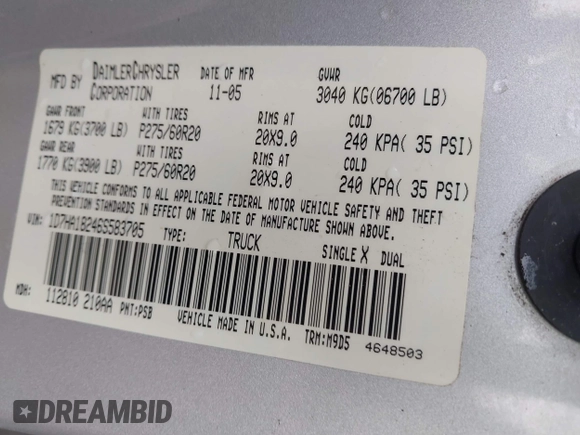 MFD BY DAIMLERCHRYSLER CORPORATION DATE OF MFR 11-05 GVWR 3040 KG(06700 LB)
GAWR FRONT WITH TIRES RIMS AT COLD
1679 KG(3700 LB) P275/60R20 20X9.0 240 KPA( 35 PSI)
GAWR REAR WITH TIRES RIMS AT COLD
1770 KG(3900 LB) P275/60R20 20X9.0 240 KPA( 35 PSI)
THIS VEHICLE CONFORMS TO ALL APPLICABLE FEDERAL MOTOR VEHICLE SAFETY AND THEFT
PREVENTION STANDARDS IN EFFECT ON THE DATE OF MANUFACTURE SHOWN ABOVE.
VIN: 1D7HA18246S583705 TYPE: TRUCK SINGLE X DUAL
MDH: 112810 210AA PNT:PSB VEHICLE MADE IN U.S.A. TRM:M9D5 4648503
DREAMBID